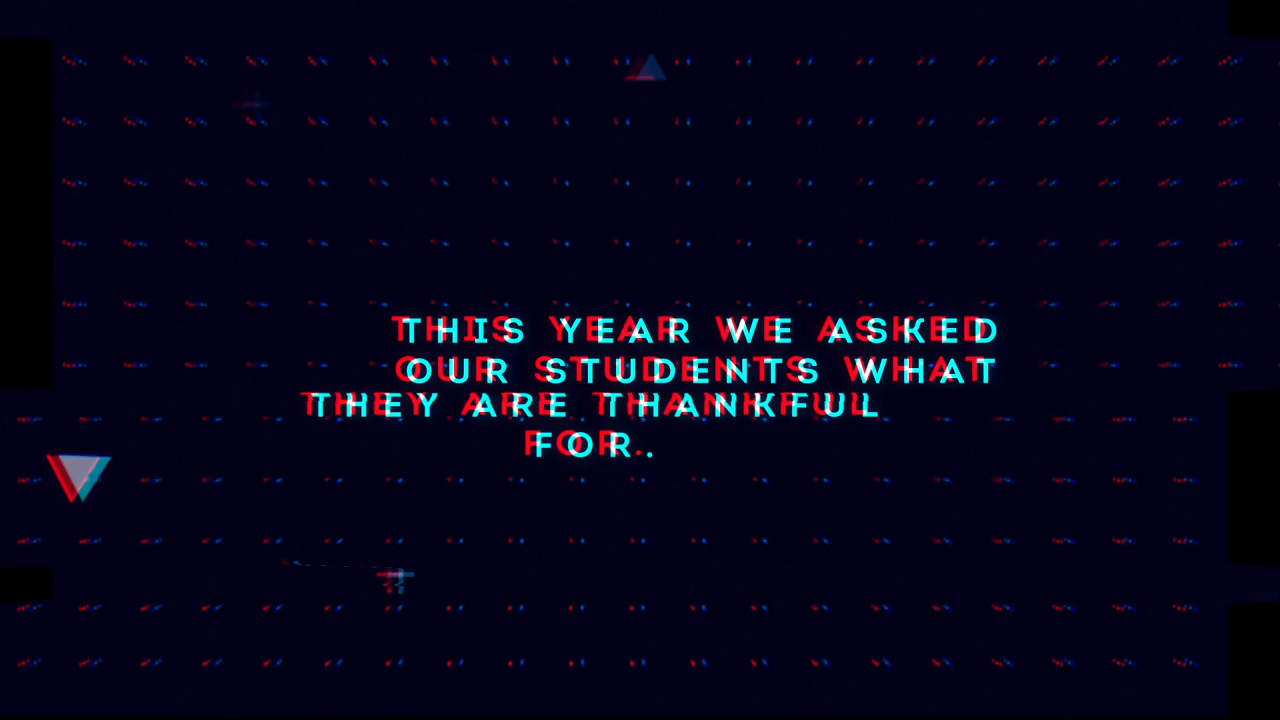 THIS YEAR WE ASKED
OUR STUDENTS WHAT
THEY ARE THANKFUL
FOR..